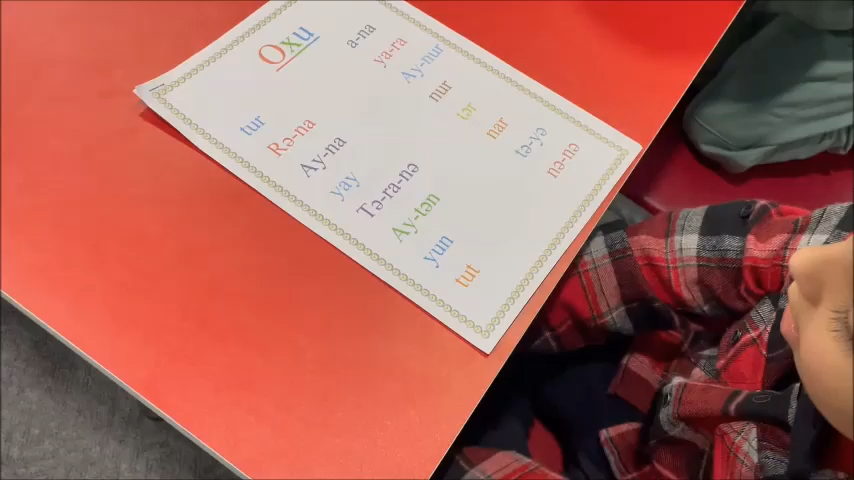 Oxu
tur
Rə-na
Ay-na
yay
Tə-ra-nə
Ay-tən
yun
tut
a-na
ya-ra
Ay-nur
nur
tər
nar
tə-yə
nə-nə